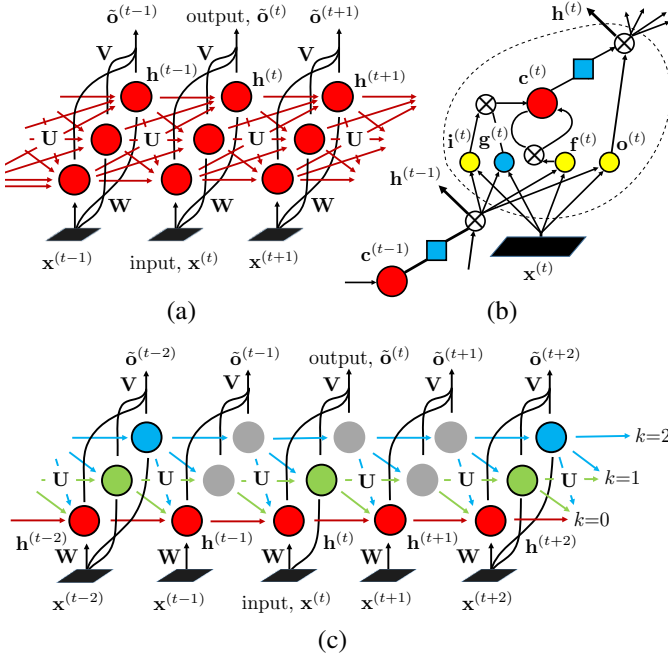 õ^(t-1) output, õ^(t) õ^(t+1)
V V V
h^(t-1) h^(t) h^(t+1)
U U U
W W
x^(t-1) input, x^(t) x^(t+1)
(a)
h^(t)
c^(t)
i^(t) g^(t) f^(t) o^(t)
h^(t-1)
c^(t-1)
x^(t)
(b)
õ^(t-2) õ^(t-1) output, õ^(t) õ^(t+1) õ^(t+2)
V V V V V
k=2
U U U U U k=1
k=0
h^(t-2) h^(t-1) h^(t) h^(t+1) h^(t+2)
W W W W W
x^(t-2) x^(t-1) input, x^(t) x^(t+1) x^(t+2)
(c)